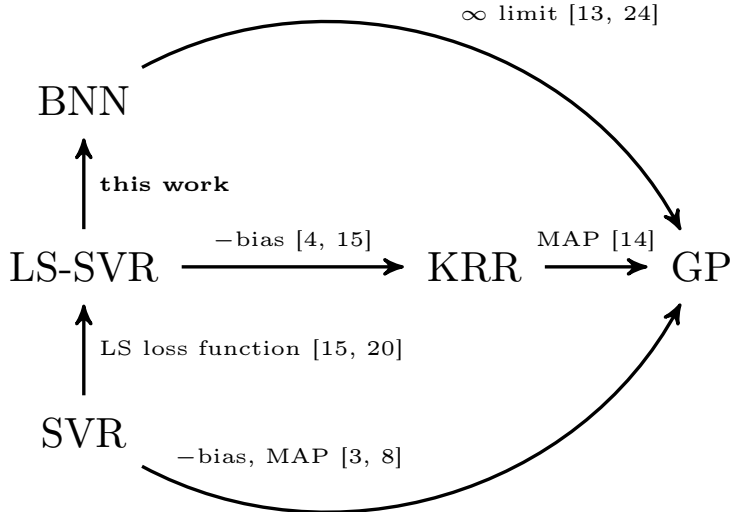 ∞ limit [13, 24]
BNN
this work
−bias [4, 15]
MAP [14]
LS-SVR
KRR
GP
LS loss function [15, 20]
SVR
−bias, MAP [3, 8]